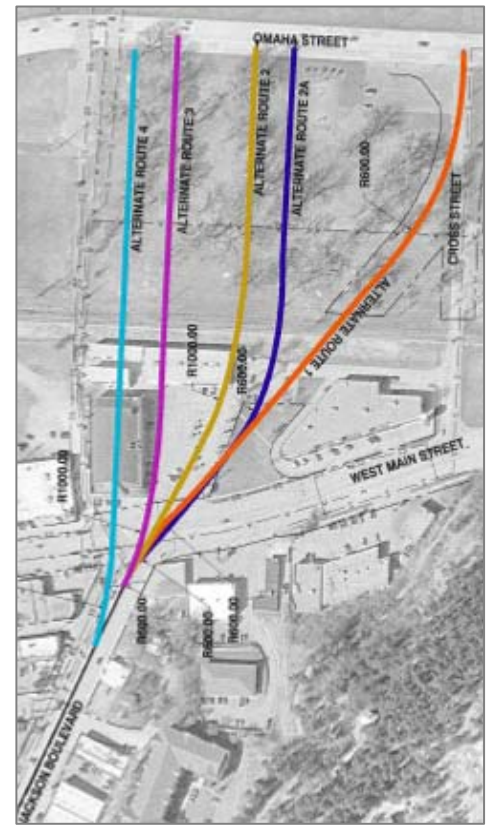 OMAHA STREET
ALTERNATE ROUTE 4
ALTERNATE ROUTE 3
ALTERNATE ROUTE 2
ALTERNATE ROUTE 2A
R600.00
CROSS STREET
ALTERNATE ROUTE 1
R1000.00
R600.00
R1000.00
WEST MAIN STREET
R600.00
R600.00
R600.00
JACKSON BOULEVARD